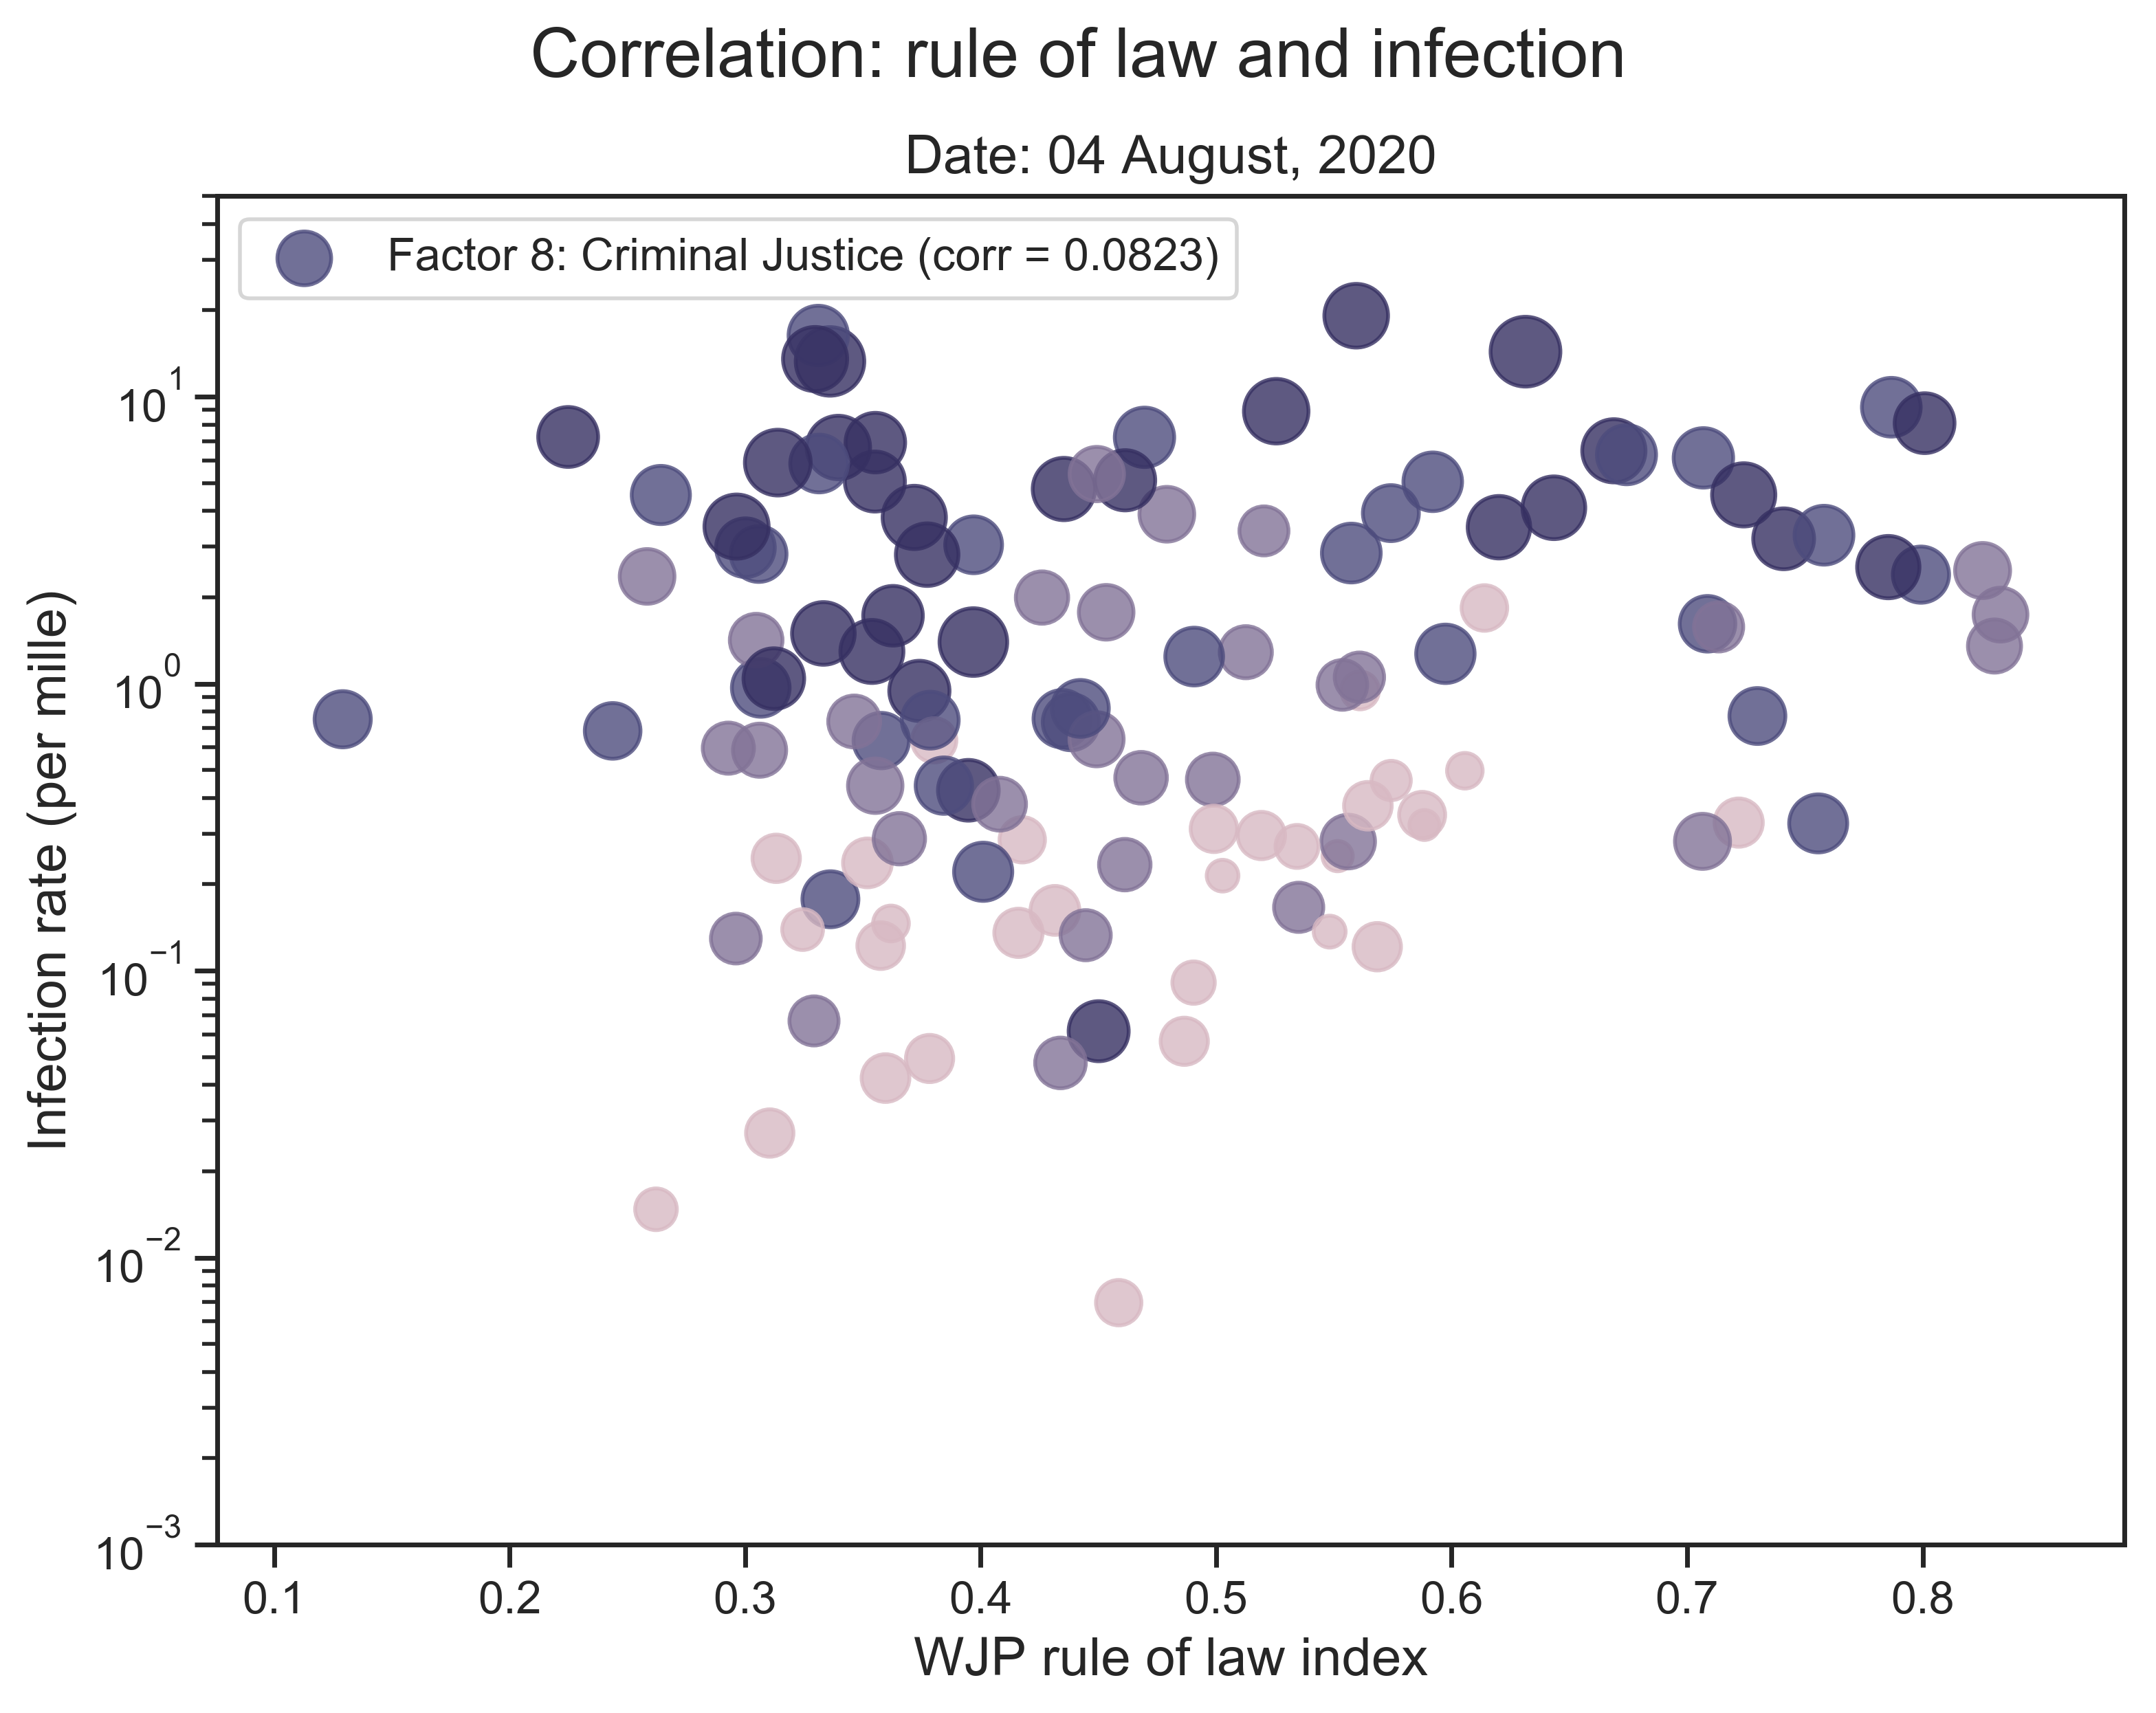 Correlation: rule of law and infection
Date: 04 August, 2020
Factor 8: Criminal Justice (corr = 0.0823)
Infection rate (per mille)
10^1
10^0
10^−1
10^−2
10^−3
0.1 0.2 0.3 0.4 0.5 0.6 0.7 0.8
WJP rule of law index